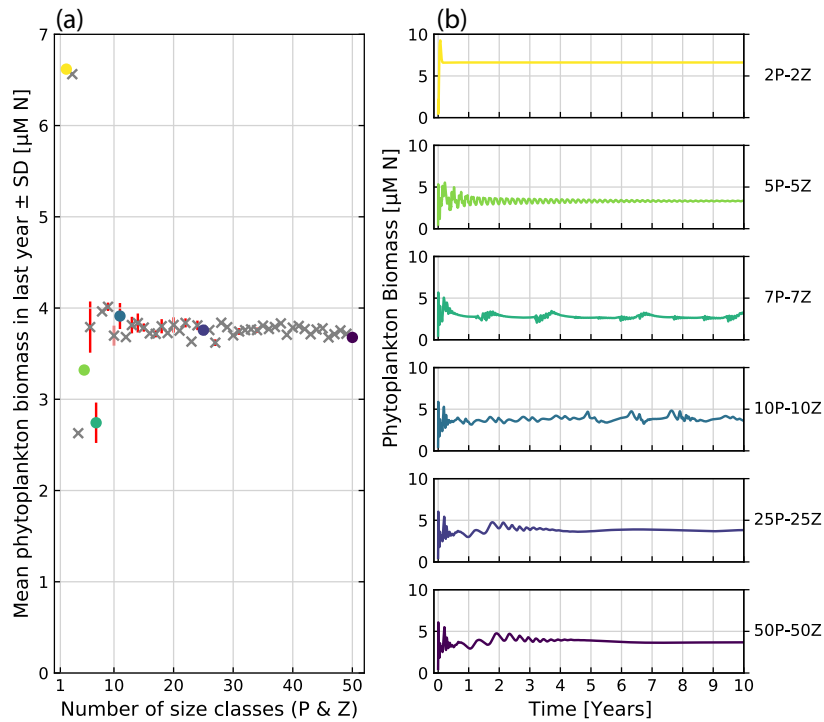 (a)
Mean phytoplankton biomass in last year ± SD [µM N]
7
6
5
4
3
2
1
0
1 10 20 30 40 50
Number of size classes (P & Z)
(b)
Phytoplankton Biomass [µM N]
10
5
0
2P-2Z
10
5
0
5P-5Z
10
5
0
7P-7Z
10
5
0
10P-10Z
10
5
0
25P-25Z
10
5
0
50P-50Z
0 1 2 3 4 5 6 7 8 9 10
Time [Years]